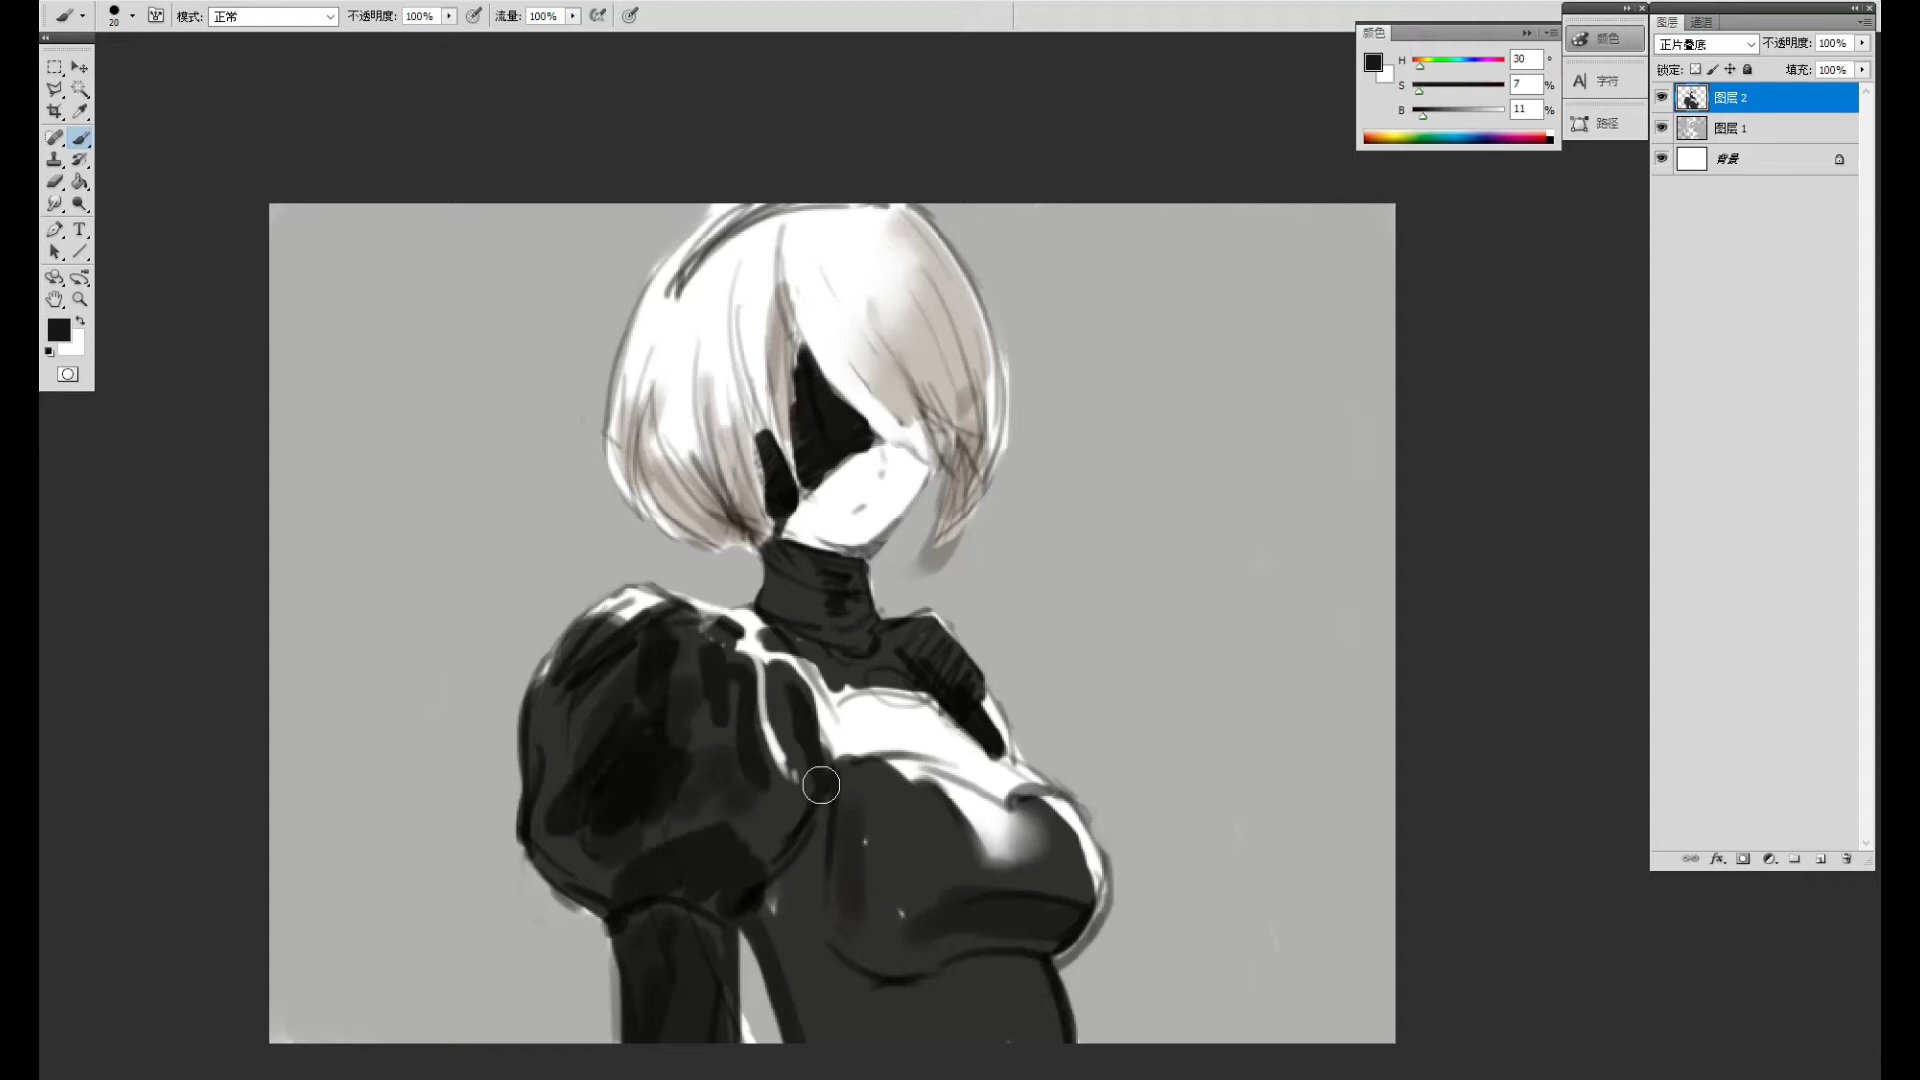 20 模式: 正常 不透明度: 100% 流量: 100%
颜色
H 30 °
S 7 %
B 11 %
颜色
字符
路径
图层 通道
正片叠底 不透明度: 100%
锁定: 填充: 100%
图层 2
图层 1
背景